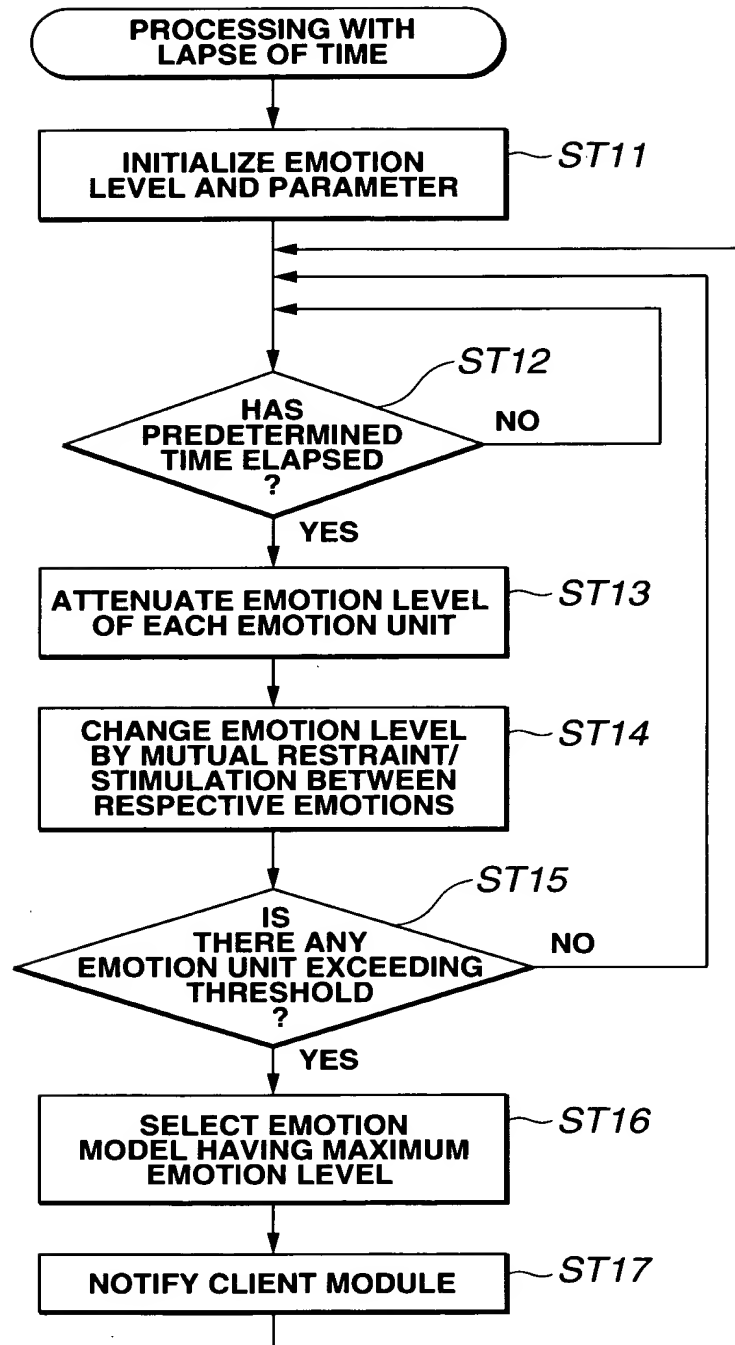 PROCESSING WITH
LAPSE OF TIME
INITIALIZE EMOTION
LEVEL AND PARAMETER
ST11
ST12
HAS
PREDETERMINED
TIME ELAPSED
?
NO
YES
ATTENUATE EMOTION LEVEL
OF EACH EMOTION UNIT
ST13
CHANGE EMOTION LEVEL
BY MUTUAL RESTRAINT/
STIMULATION BETWEEN
RESPECTIVE EMOTIONS
ST14
ST15
IS
THERE ANY
EMOTION UNIT EXCEEDING
THRESHOLD
?
NO
YES
SELECT EMOTION
MODEL HAVING MAXIMUM
EMOTION LEVEL
ST16
NOTIFY CLIENT MODULE
ST17